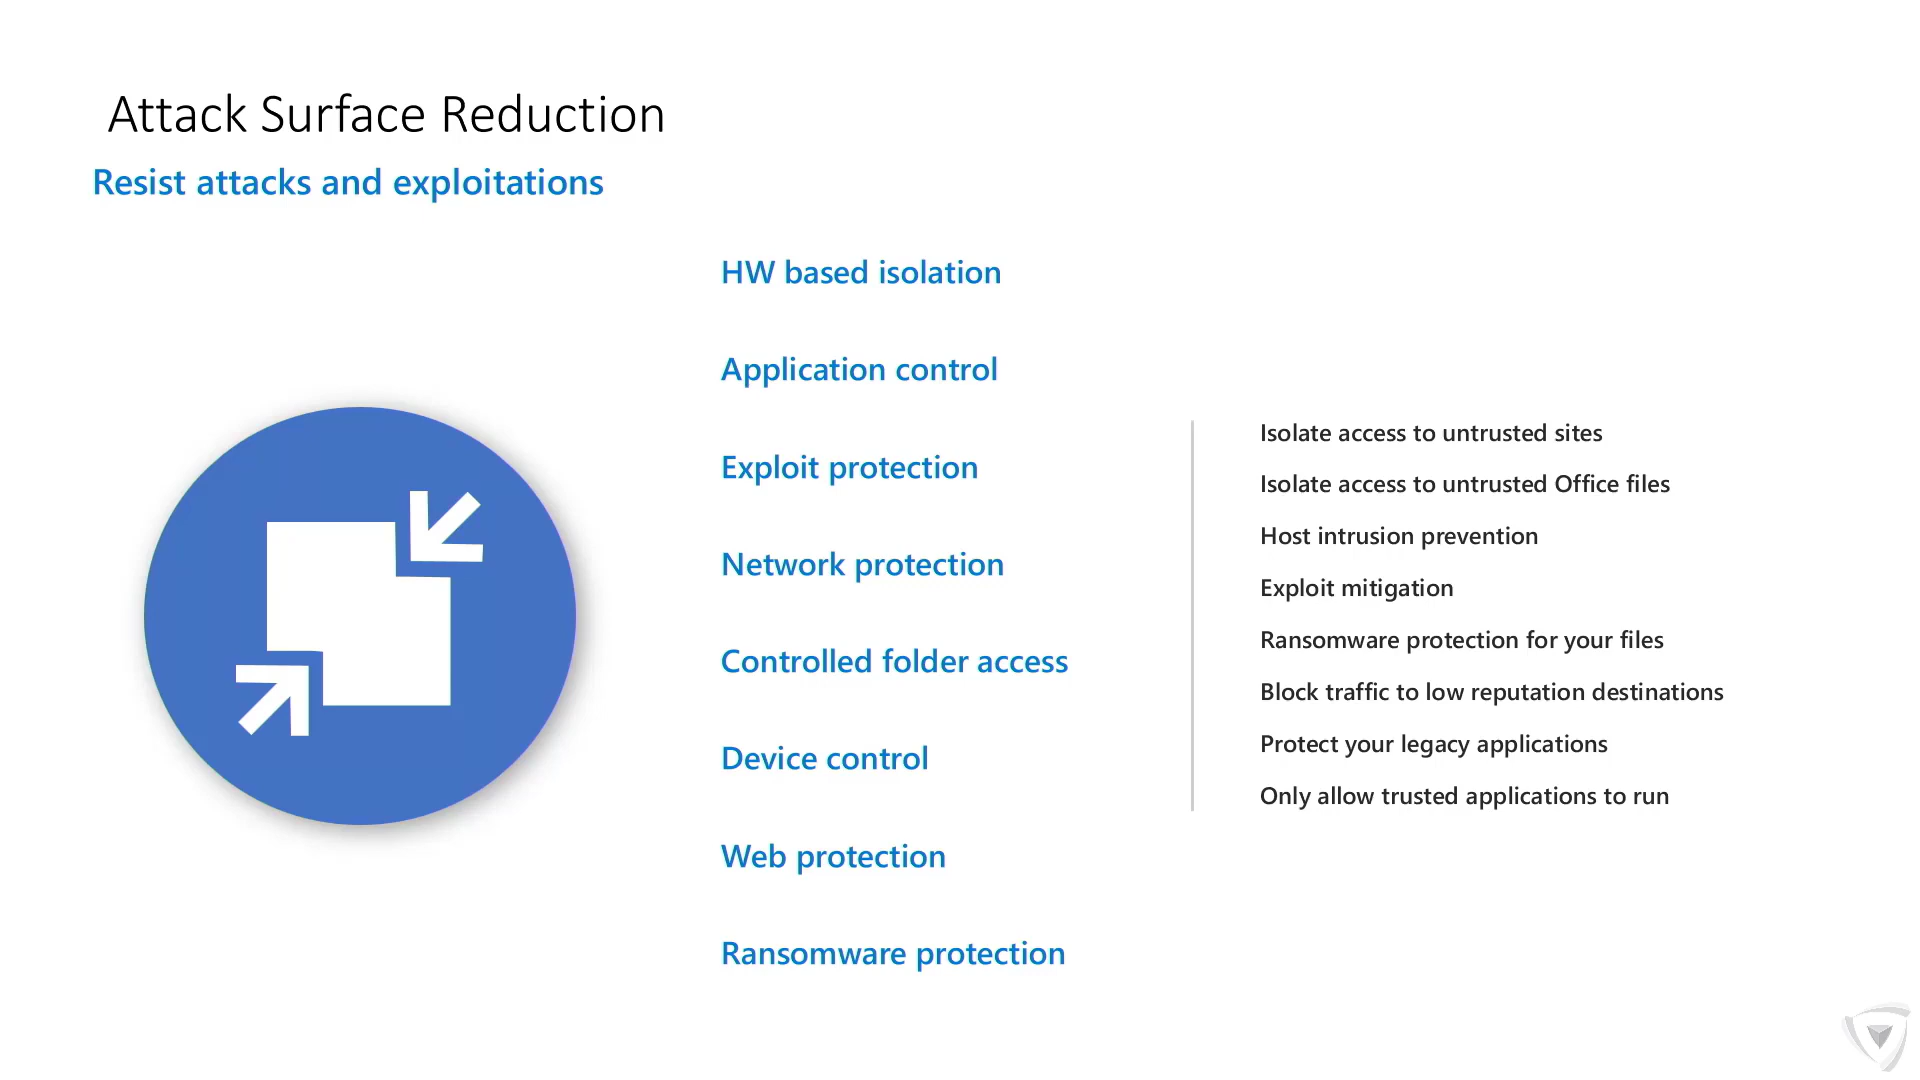 Attack Surface Reduction
Resist attacks and exploitations
HW based isolation
Application control
Exploit protection
Network protection
Controlled folder access
Device control
Web protection
Ransomware protection
Isolate access to untrusted sites
Isolate access to untrusted Office files
Host intrusion prevention
Exploit mitigation
Ransomware protection for your files
Block traffic to low reputation destinations
Protect your legacy applications
Only allow trusted applications to run